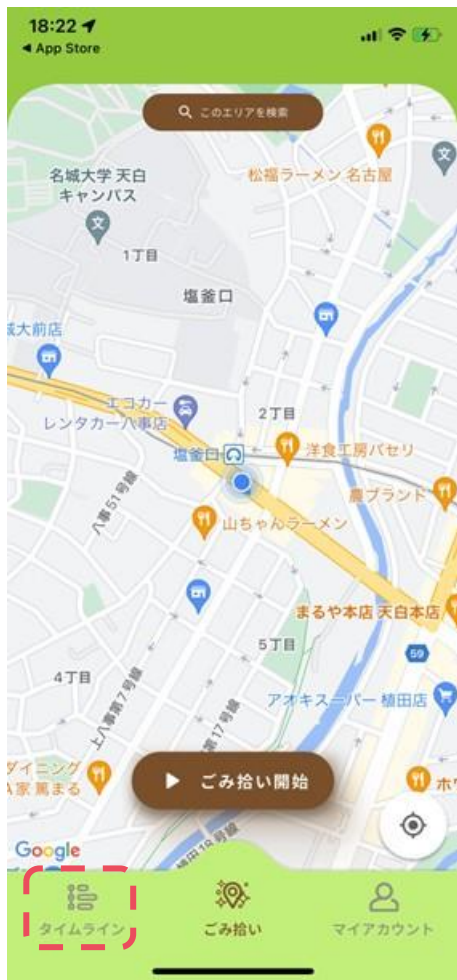 18:22
◀ App Store
このエリアを検索
名城大学 天白
キャンパス
松福ラーメン 名古屋
文
文
1丁目
塩釜口
城大前店
エコカー
レンタカー八事店
2丁目
塩釜口
洋食工房パセリ
八事51号線
農ブランド
山ちゃんラーメン
まるや本店 天白本店
5丁目
59
4丁目
上八事第7号線
第17号線
アオキスーパー 植田店
ダイニング
家 篤まる
ごみ拾い開始
ホ
Google
植田18号線
タイムライン
ごみ拾い
マイアカウント